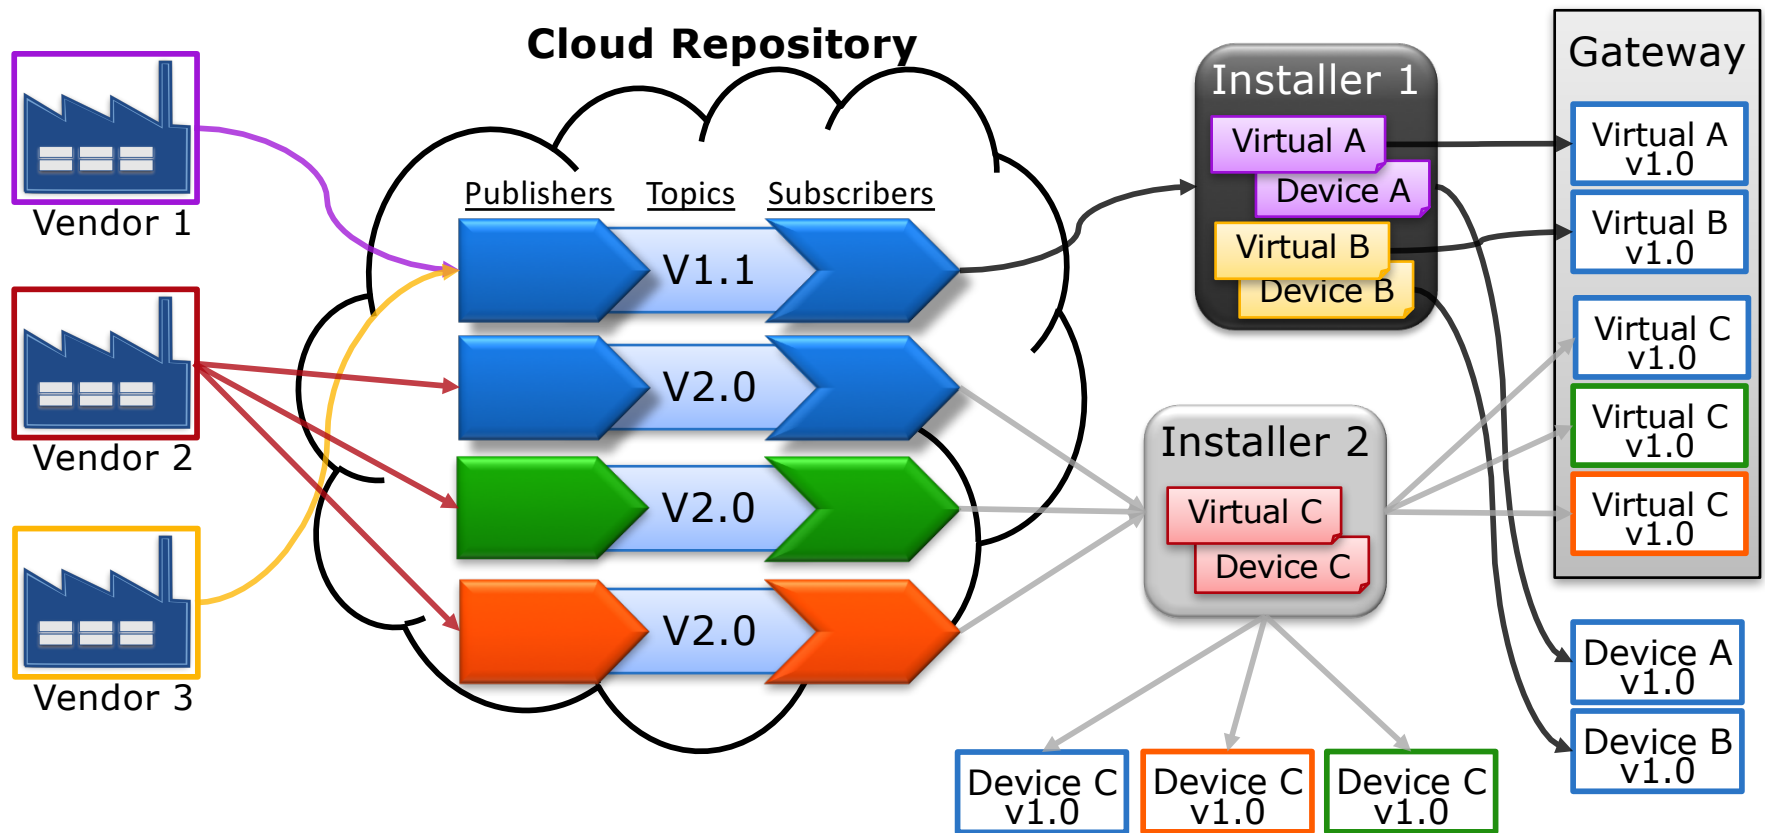 Cloud Repository
Vendor 1
Vendor 2
Vendor 3
Publishers
Topics
Subscribers
V1.1
V2.0
V2.0
V2.0
Installer 1
Virtual A
Device A
Virtual B
Device B
Installer 2
Virtual C
Device C
Gateway
Virtual A
v1.0
Virtual B
v1.0
Virtual C
v1.0
Virtual C
v1.0
Virtual C
v1.0
Device A
v1.0
Device B
v1.0
Device C
v1.0
Device C
v1.0
Device C
v1.0